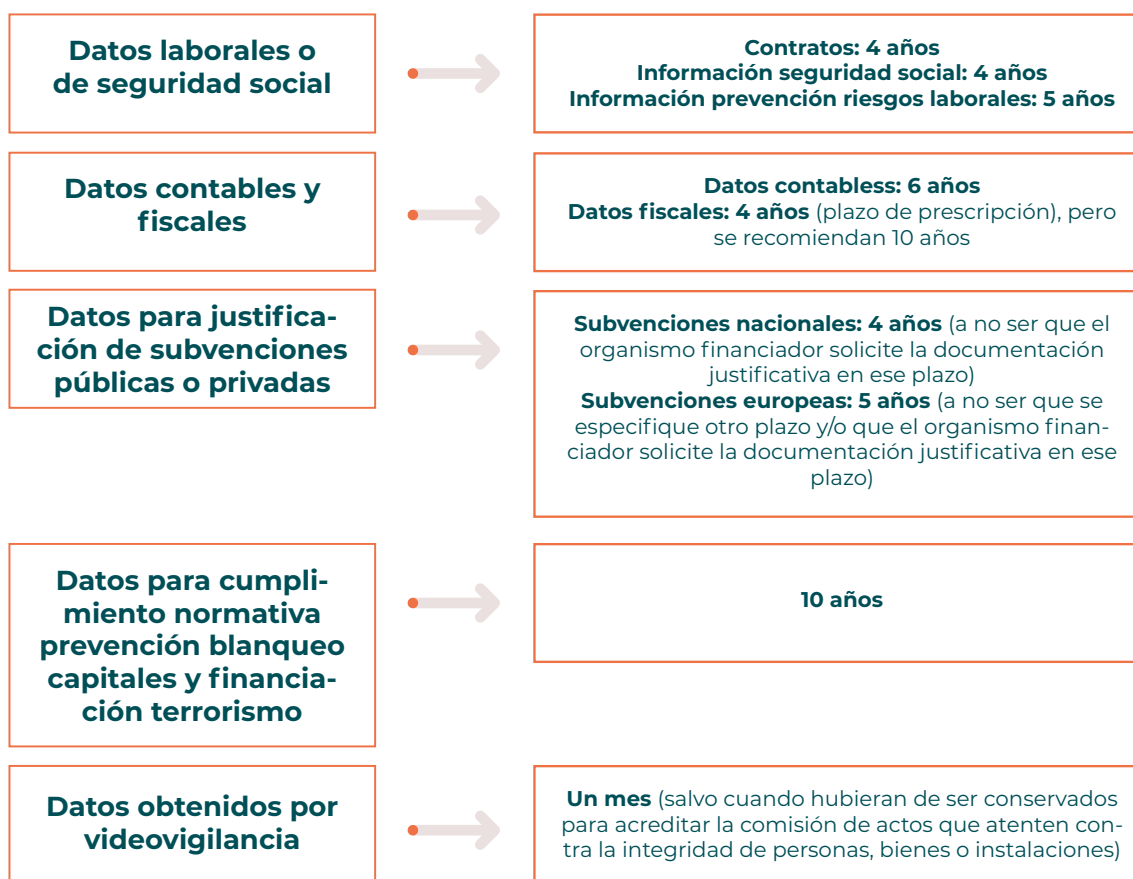 Datos laborales o
de seguridad social
Contratos: 4 años
Información seguridad social: 4 años
Información prevención riesgos laborales: 5 años
Datos contables y
fiscales
Datos contabless: 6 años
Datos fiscales: 4 años (plazo de prescripción), pero
se recomiendan 10 años
Datos para justifica-
ción de subvenciones
públicas o privadas
Subvenciones nacionales: 4 años (a no ser que el
organismo financiador solicite la documentación
justificativa en ese plazo)
Subvenciones europeas: 5 años (a no ser que se
especifique otro plazo y/o que el organismo finan-
ciador solicite la documentación justificativa en ese
plazo)
Datos para cumpli-
miento normativa
prevención blanqueo
capitales y financia-
ción terrorismo
10 años
Datos obtenidos por
videovigilancia
Un mes (salvo cuando hubieran de ser conservados
para acreditar la comisión de actos que atenten con-
tra la integridad de personas, bienes o instalaciones)